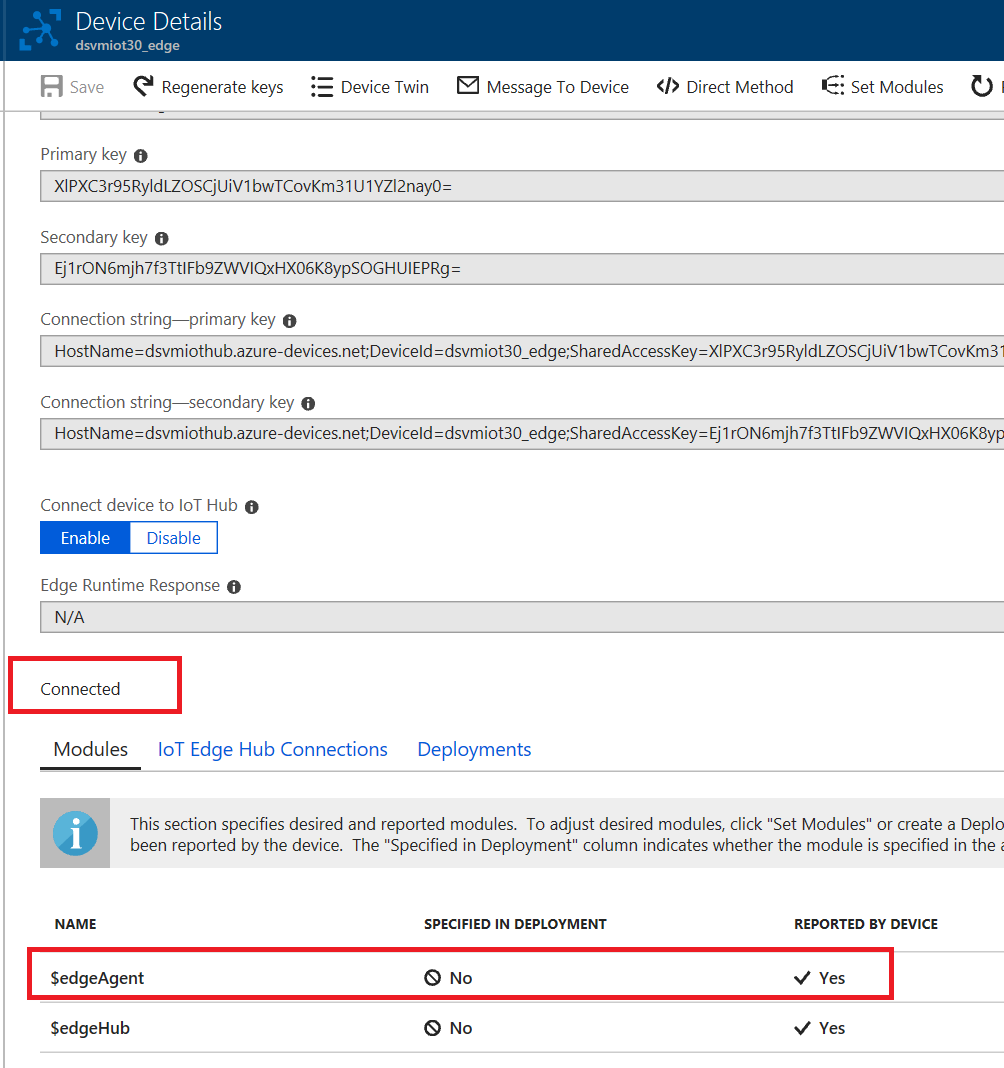 Device Details
dsvmiot30_edge
Save Regenerate keys Device Twin Message To Device Direct Method Set Modules
Primary key
XlPXC3r95RyldLZOSCjUiV1bwTCovKm31U1YZl2nay0=
Secondary key
Ej1rON6mjh7f3TtIFb9ZWVIQxHX06K8ypSOGHUIEPRg=
Connection string—primary key
HostName=dsvmiothub.azure-devices.net;DeviceId=dsvmiot30_edge;SharedAccessKey=XlPXC3r95RyldLZOSCjUiV1bwTCovKm31
Connection string—secondary key
HostName=dsvmiothub.azure-devices.net;DeviceId=dsvmiot30_edge;SharedAccessKey=Ej1rON6mjh7f3TtIFb9ZWVIQxHX06K8yp
Connect device to IoT Hub
Enable Disable
Edge Runtime Response
N/A
Connected
Modules IoT Edge Hub Connections Deployments
This section specifies desired and reported modules. To adjust desired modules, click "Set Modules" or create a Deplo
been reported by the device. The "Specified in Deployment" column indicates whether the module is specified in the a
NAME SPECIFIED IN DEPLOYMENT REPORTED BY DEVICE
$edgeAgent No Yes
$edgeHub No Yes